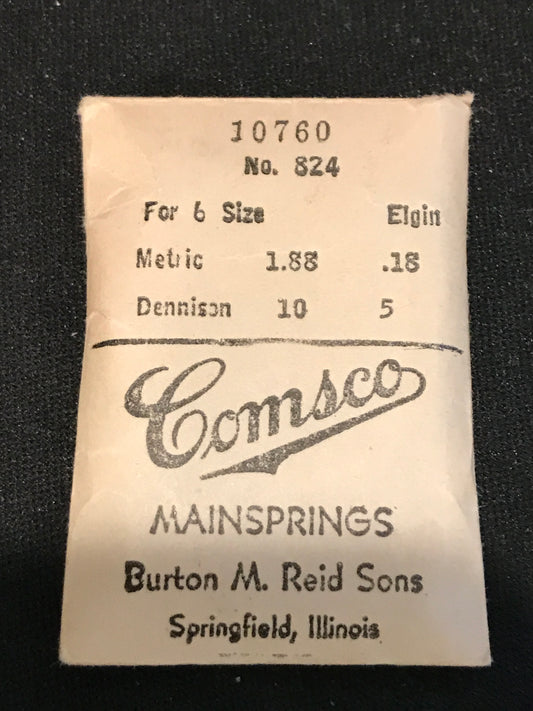 10760
No. 824
For 6 Size Elgin
Metric 1.88 .18
Dennison 10 5
Comsco
MAINSPRINGS
Burton M. Reid Sons
Springfield, Illinois